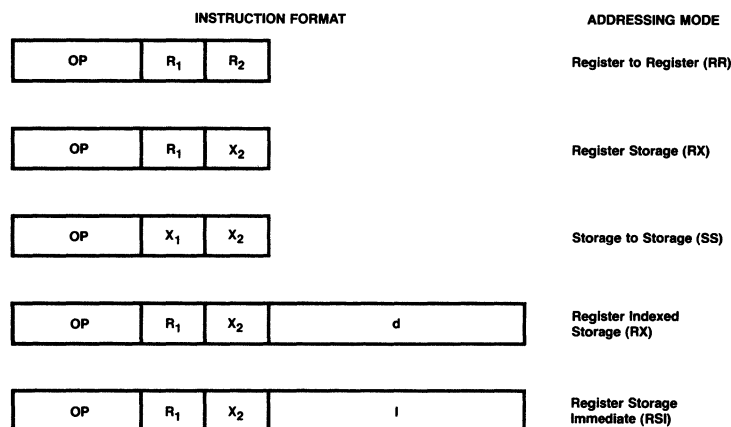 INSTRUCTION FORMAT ADDRESSING MODE
OP R1 R2 Register to Register (RR)
OP R1 X2 Register Storage (RX)
OP X1 X2 Storage to Storage (SS)
OP R1 X2 d Register Indexed
Storage (RX)
OP R1 X2 I Register Storage
Immediate (RSI)